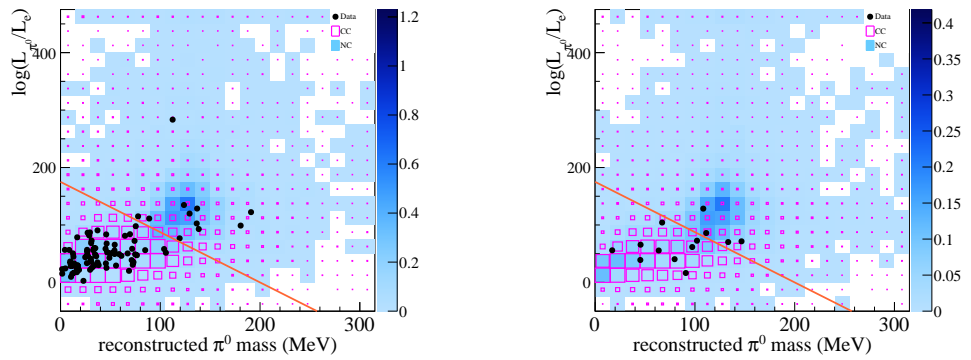 log(L_π⁰/L_e)
400
200
0
0 100 200 300
reconstructed π⁰ mass (MeV)
Data
CC
NC
1.2
1
0.8
0.6
0.4
0.2
0
log(L_π⁰/L_e)
400
200
0
0 100 200 300
reconstructed π⁰ mass (MeV)
Data
CC
NC
0.4
0.35
0.3
0.25
0.2
0.15
0.1
0.05
0